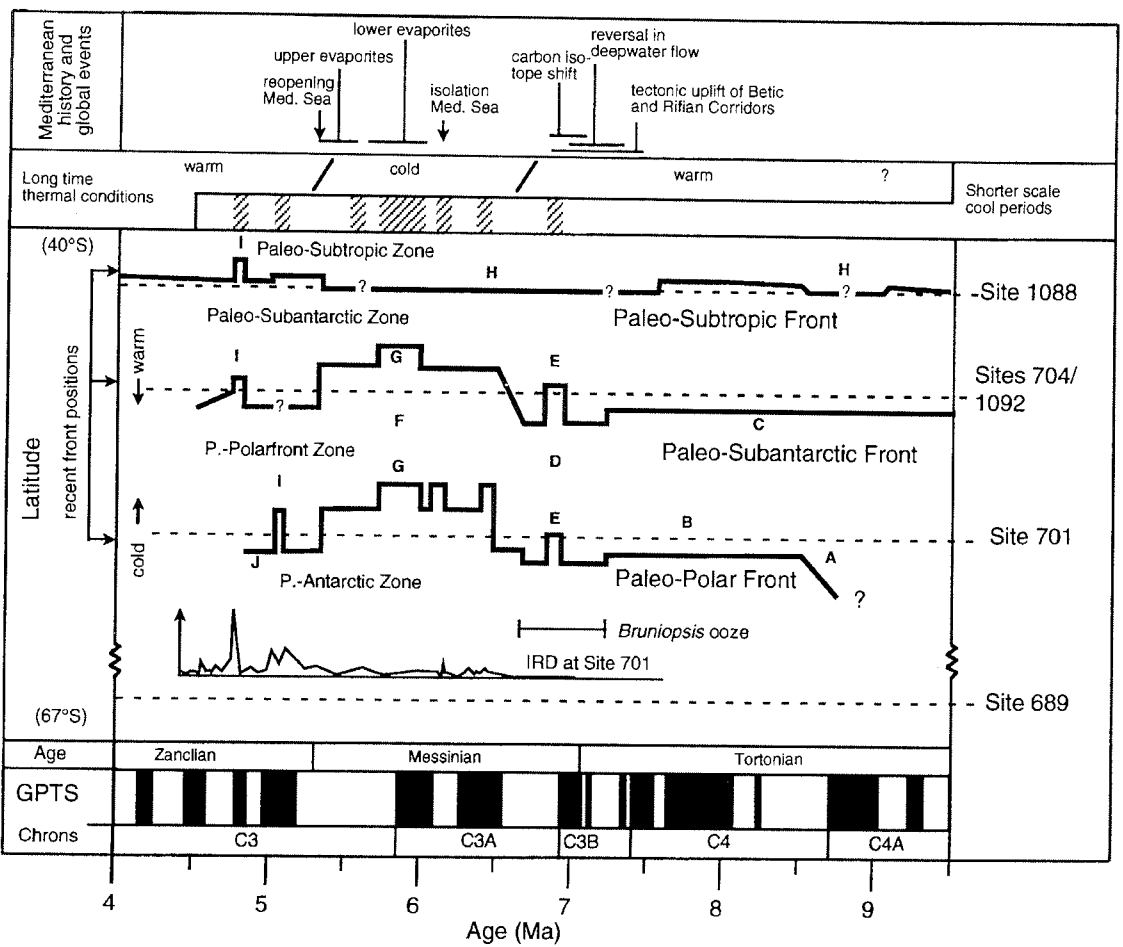 Mediterranean
history and
global events
lower evaporites
upper evaporites
reopening
Med. Sea
isolation
Med. Sea
carbon iso-
tope shift
reversal in
deepwater flow
tectonic uplift of Betic
and Rifian Corridors
Long time
thermal conditions
warm
cold
warm
?
Shorter scale
cool periods
(40°S)
I
Paleo-Subtropic Zone
H
H
?
?
?
Site 1088
Paleo-Subantarctic Zone
Paleo-Subtropic Front
warm
I
G
E
Sites 704/
1092
?
F
C
P.-Polarfront Zone
Paleo-Subantarctic Front
Latitude
recent front positions
G
D
I
E
B
Site 701
cold
J
A
P.-Antarctic Zone
Paleo-Polar Front
?
Bruniopsis ooze
IRD at Site 701
Site 689
(67°S)
Age
Zanclian
Messinian
Tortonian
GPTS
Chrons
C3
C3A
C3B
C4
C4A
4
5
6
7
8
9
Age (Ma)